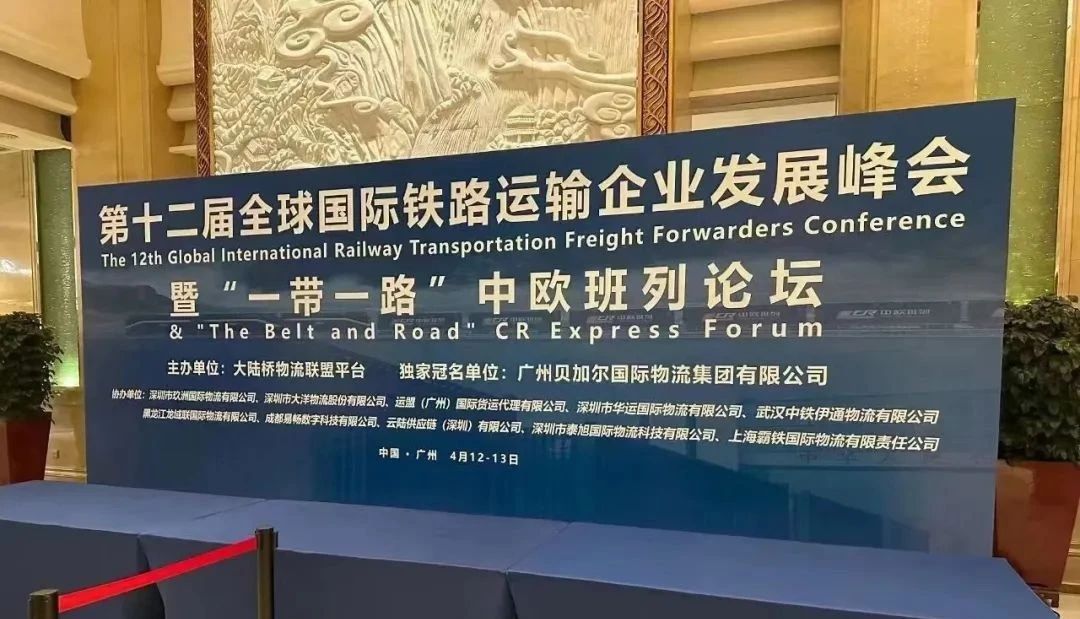 第十二届全球国际铁路运输企业发展峰会
The 12th Global International Railway Transportation Freight Forwarders Conference
暨 “一带一路” 中欧班列论坛
& "The Belt and Road" CR Express Forum
主办单位：大陆桥物流联盟平台 独家冠名单位：广州贝加尔国际物流集团有限公司
协办单位：深圳市玖洲国际物流有限公司、深圳市大洋物流股份有限公司、运盟（广州）国际货运代理有限公司、深圳市华运国际物流有限公司、武汉中铁伊通物流有限公司
黑龙江龙域联国际物流有限公司、成都易畅数字科技有限公司、云陆供应链（深圳）有限公司、深圳市泰旭国际物流科技有限公司、上海霸铁国际物流有限责任公司
中国·广州 4月12-13日